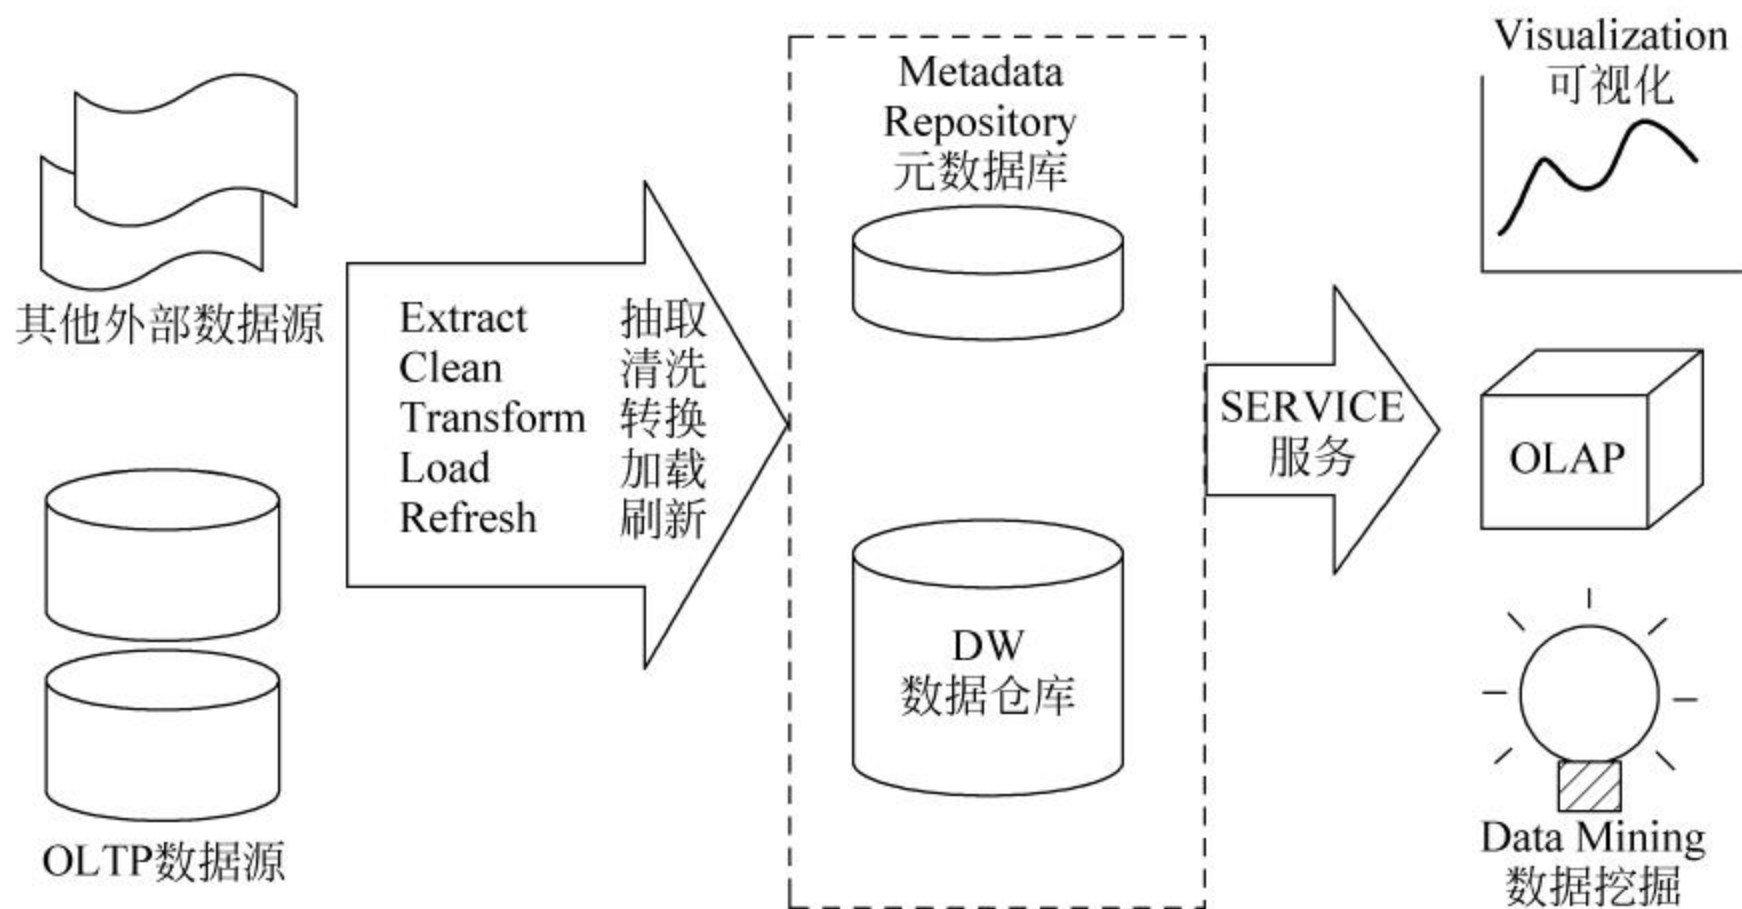 其他外部数据源
OLTP数据源
Extract 抽取
Clean 清洗
Transform 转换
Load 加载
Refresh 刷新
Metadata
Repository
元数据库
DW
数据仓库
SERVICE
服务
Visualization
可视化
OLAP
Data Mining
数据挖掘